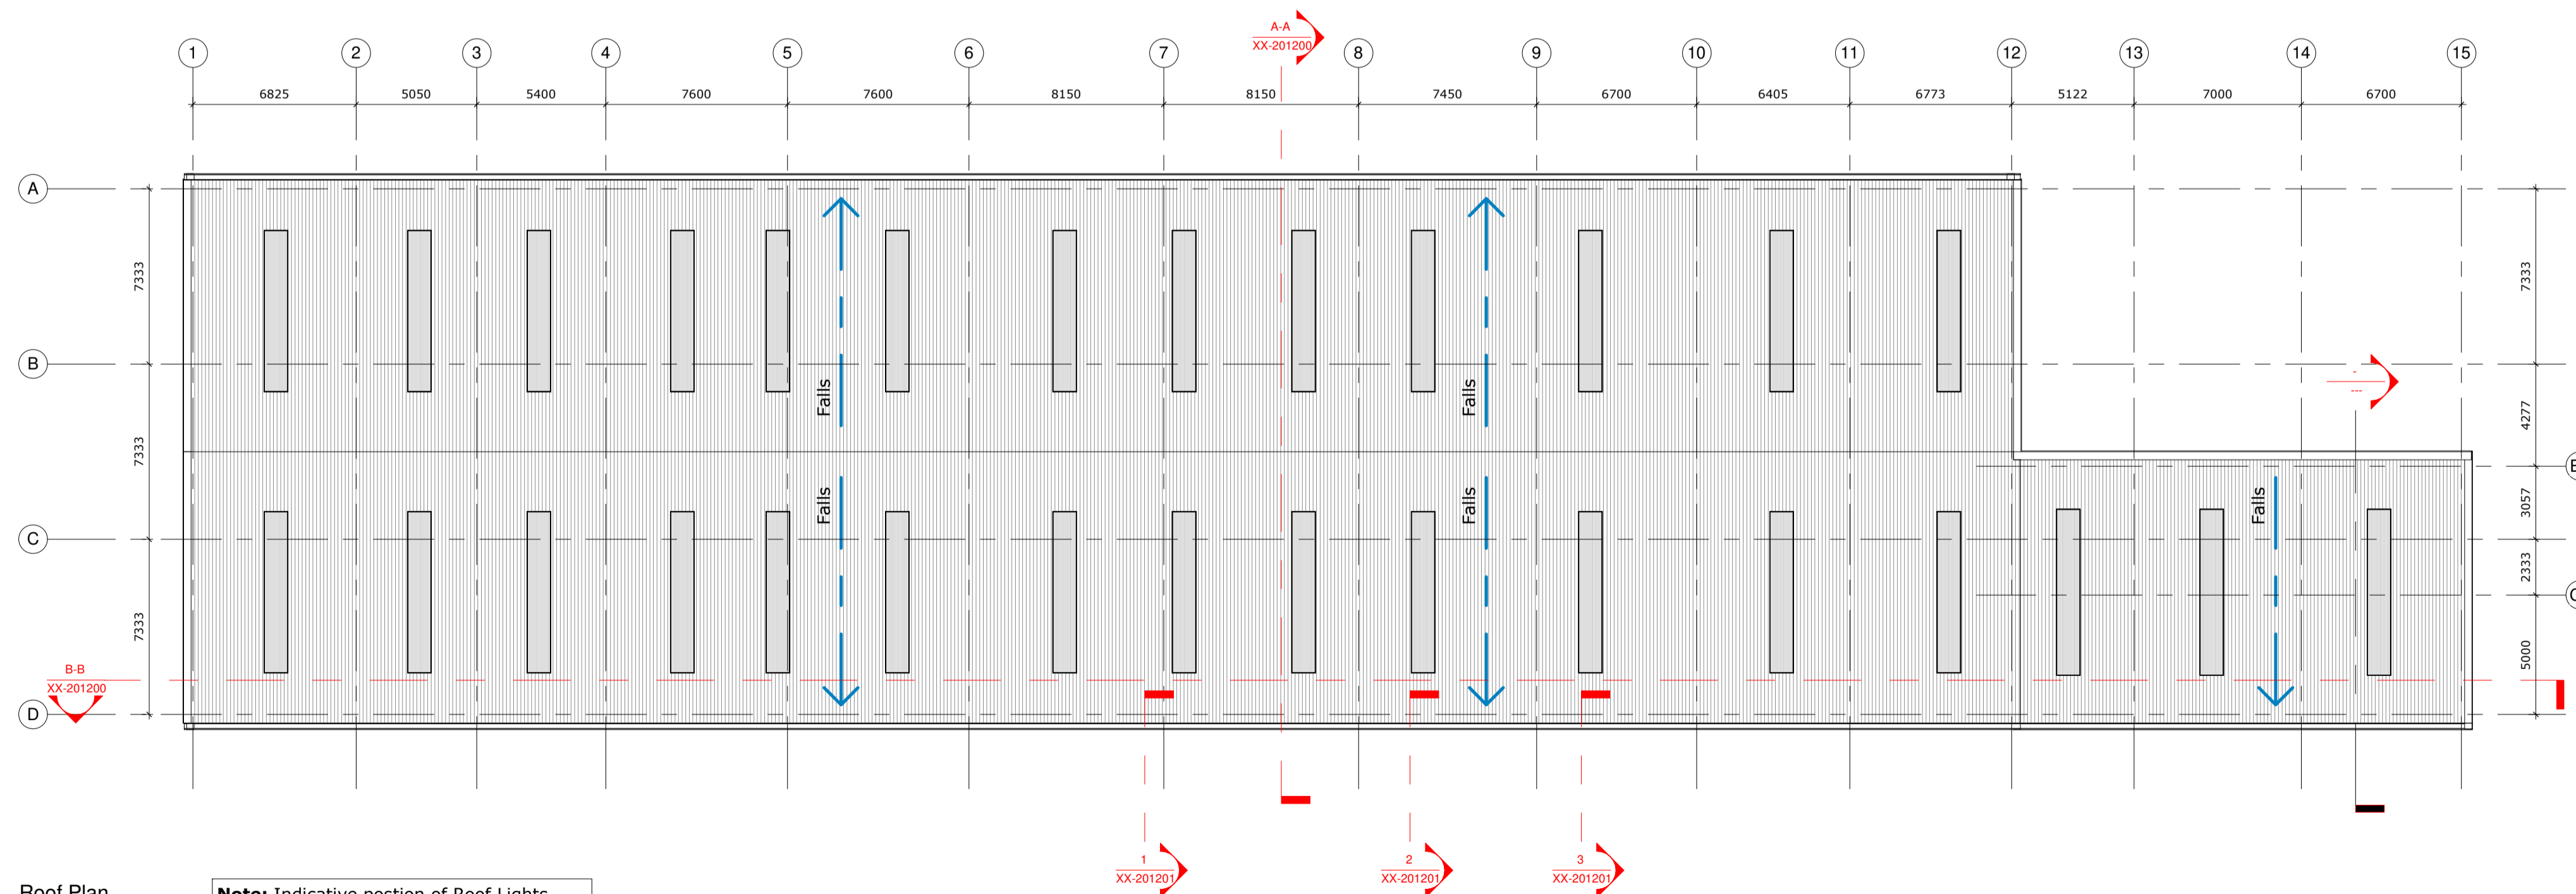 A-A
XX-201200
1 2 3 4 5 6 7 8 9 10 11 12 13 14 15
6825 5050 5400 7600 7600 8150 8150 7450 6700 6405 6773 5122 7000 6700
A
7333
7333
B
-
---
Falls Falls
4277
7333
Falls Falls Falls
3057
C
2333
7333
5000
B-B
XX-201200
D
1
XX-201201
2
XX-201201
3
XX-201201
Roof Plan
Note: Indicative postion of Roof Lights